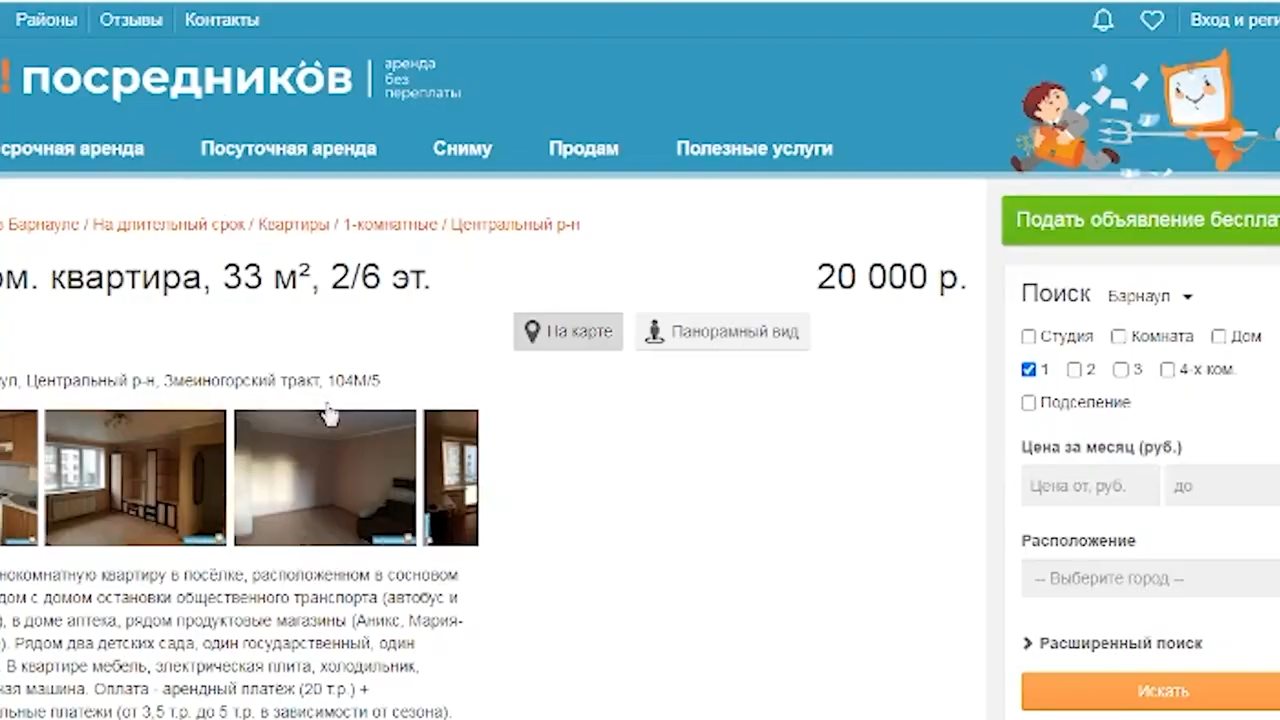 Районы Отзывы Контакты Вход и реги
! посредников
аренда
без
переплаты
срочная аренда Посуточная аренда Сниму Продам Полезные услуги
в Барнауле / На длительный срок / Квартиры / 1-комнатные / Центральный р-н
ом. квартира, 33 м², 2/6 эт. 20 000 р.
На карте Панорамный вид
ул, Центральный р-н, Змеиногорский тракт, 104М/5
нокомнатную квартиру в посёлке, расположенном в сосновом
дом с домом остановки общественного транспорта (автобус и
), в доме аптека, рядом продуктовые магазины (Аникс, Мария-
). Рядом два детских сада, один государственный, один
. В квартире мебель, электрическая плита, холодильник,
ная машина. Оплата - арендный платёж (20 т.р.) +
льные платежи (от 3,5 т.р. до 5 т.р. в зависимости от сезона).
Подать объявление бесплат
Поиск Барнаул
Студия Комната Дом
1 2 3 4-х ком.
Подселение
Цена за месяц (руб.)
Цена от, руб. до
Расположение
-- Выберите город --
Расширенный поиск
Искать